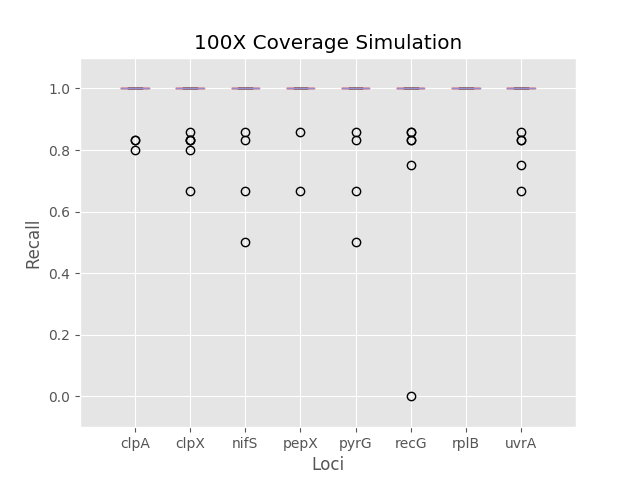 100X Coverage Simulation
1.0
0.8
0.6
0.4
0.2
0.0
Recall
clpA clpX nifS pepX pyrG recG rplB uvrA
Loci